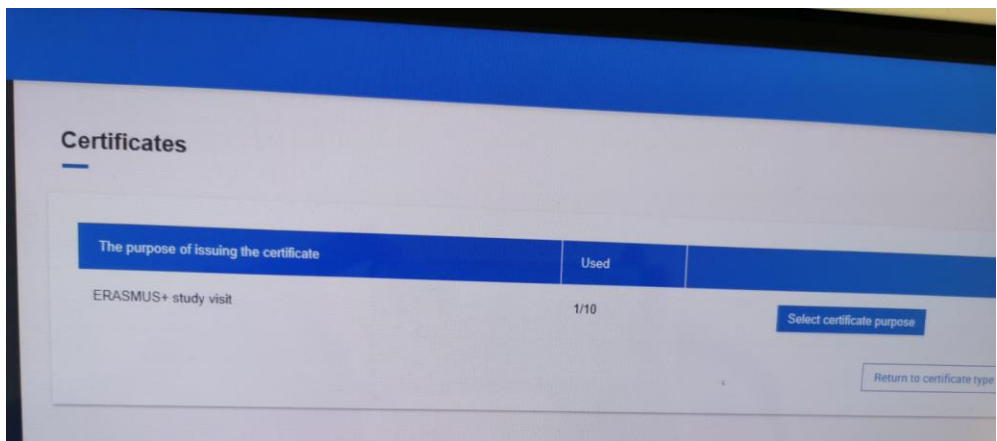 Certificates
The purpose of issuing the certificate Used
ERASMUS+ study visit 1/10 Select certificate purpose
Return to certificate type